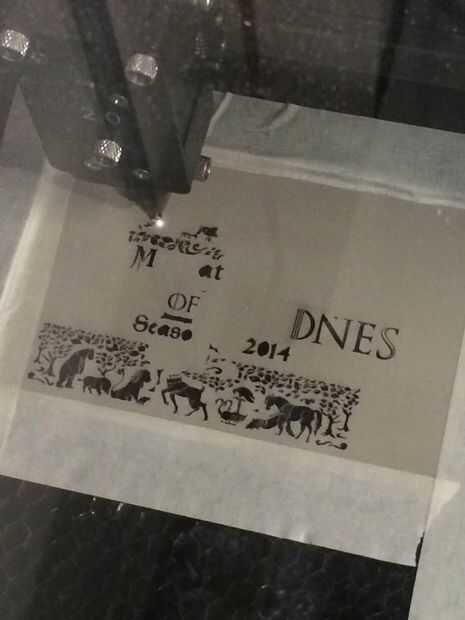 M at
OF
Seaso
2014
DNES